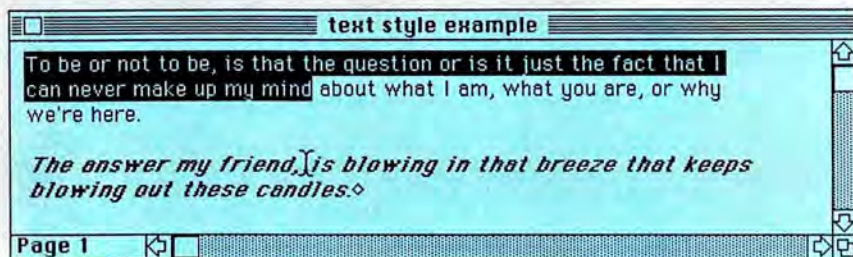 text style example
To be or not to be, is that the question or is it just the fact that I
can never make up my mind about what I am, what you are, or why
we're here.
The answer my friend, is blowing in that breeze that keeps
blowing out these candles.◇
Page 1